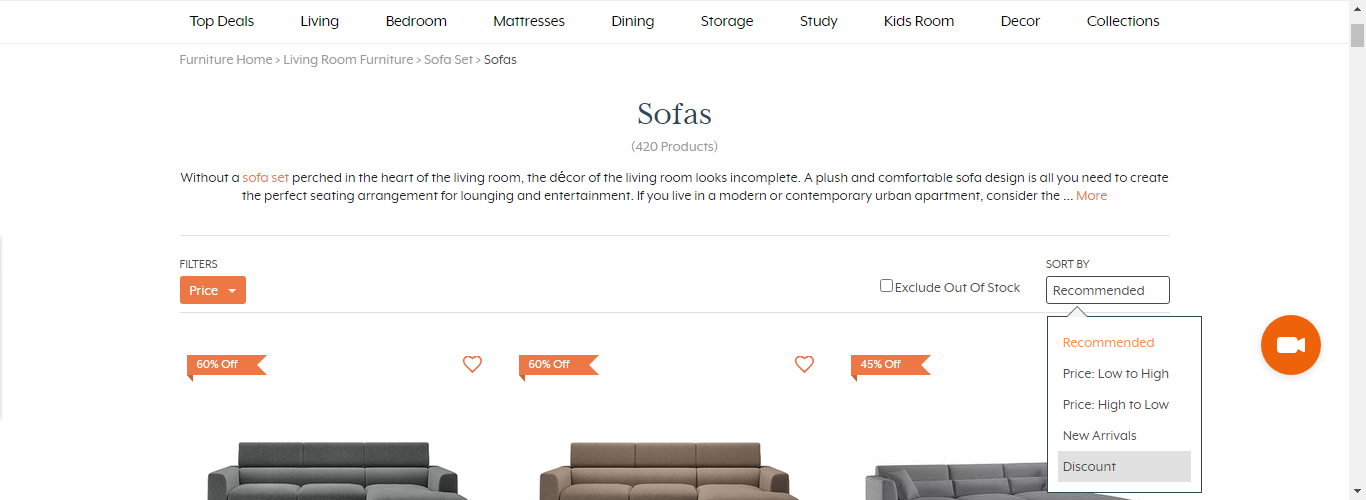 Top Deals Living Bedroom Mattresses Dining Storage Study Kids Room Decor Collections
Furniture Home > Living Room Furniture > Sofa Set > Sofas
Sofas
(420 Products)
Without a sofa set perched in the heart of the living room, the décor of the living room looks incomplete. A plush and comfortable sofa design is all you need to create
the perfect seating arrangement for lounging and entertainment. If you live in a modern or contemporary urban apartment, consider the ... More
FILTERS
Price
Exclude Out Of Stock
SORT BY
Recommended
Recommended
Price: Low to High
Price: High to Low
New Arrivals
Discount
60% Off
60% Off
45% Off